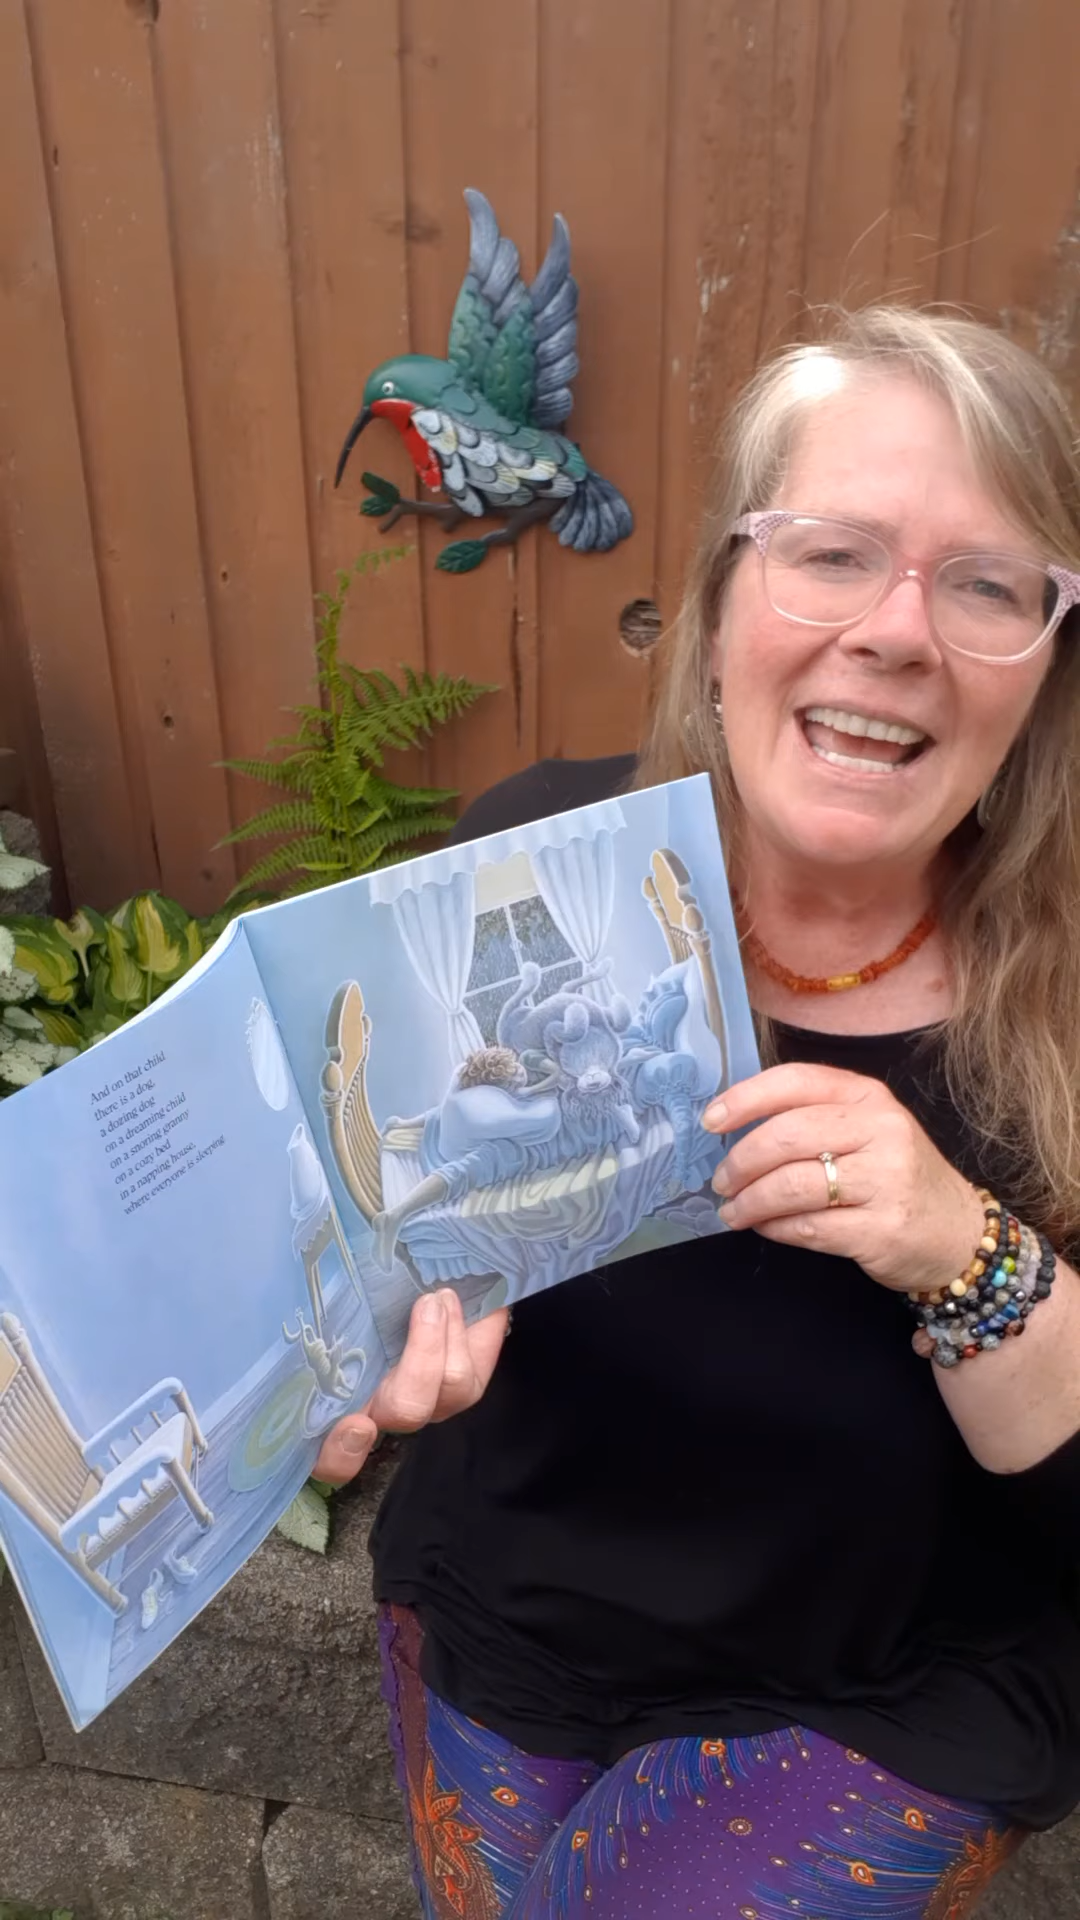 And on that child
there is a dog,
a dozing dog
on a dreaming child
on a snoring granny
on a cozy bed
in a napping house,
where everyone is sleeping